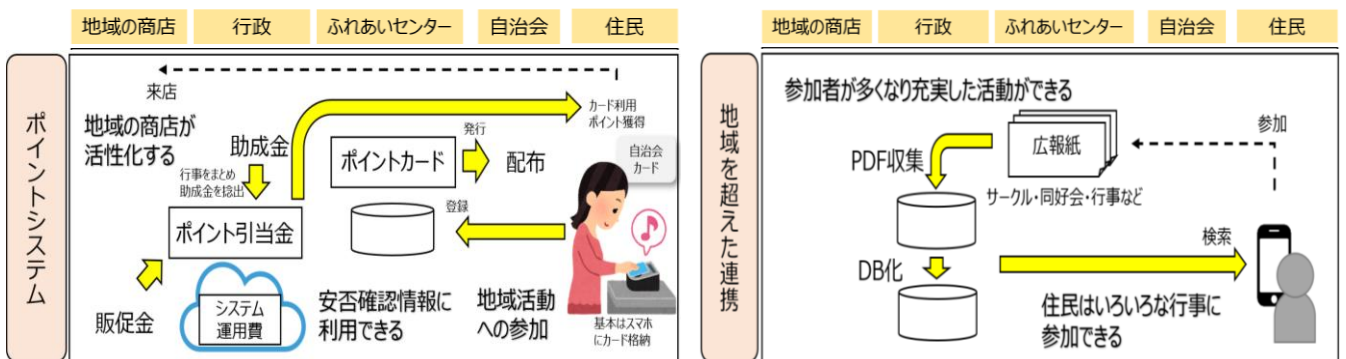 地域の商店
行政
ふれあいセンター
自治会
住民
ポイントシステム
来店
地域の商店が
活性化する
助成金
行事をまとめ
助成金を捻出
ポイント引当金
販促金
システム
運用費
ポイントカード
発行
配布
登録
安否確認情報に
利用できる
地域活動
への参加
カード利用
ポイント獲得
自治会
カード
基本はスマホ
にカード格納
地域の商店
行政
ふれあいセンター
自治会
住民
地域を超えた連携
参加者が多くなり充実した活動ができる
PDF収集
広報紙
サークル・同好会・行事など
参加
検索
DB化
住民はいろいろな行事に
参加できる